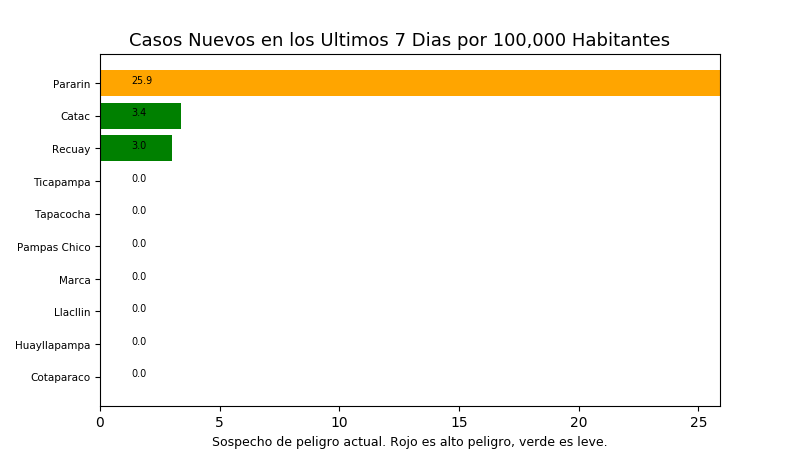 Casos Nuevos en los Ultimos 7 Dias por 100,000 Habitantes
Pararin 25.9
Catac 3.4
Recuay 3.0
Ticapampa 0.0
Tapacocha 0.0
Pampas Chico 0.0
Marca 0.0
Llacllin 0.0
Huayllapampa 0.0
Cotaparaco 0.0
0 5 10 15 20 25
Sospecho de peligro actual. Rojo es alto peligro, verde es leve.